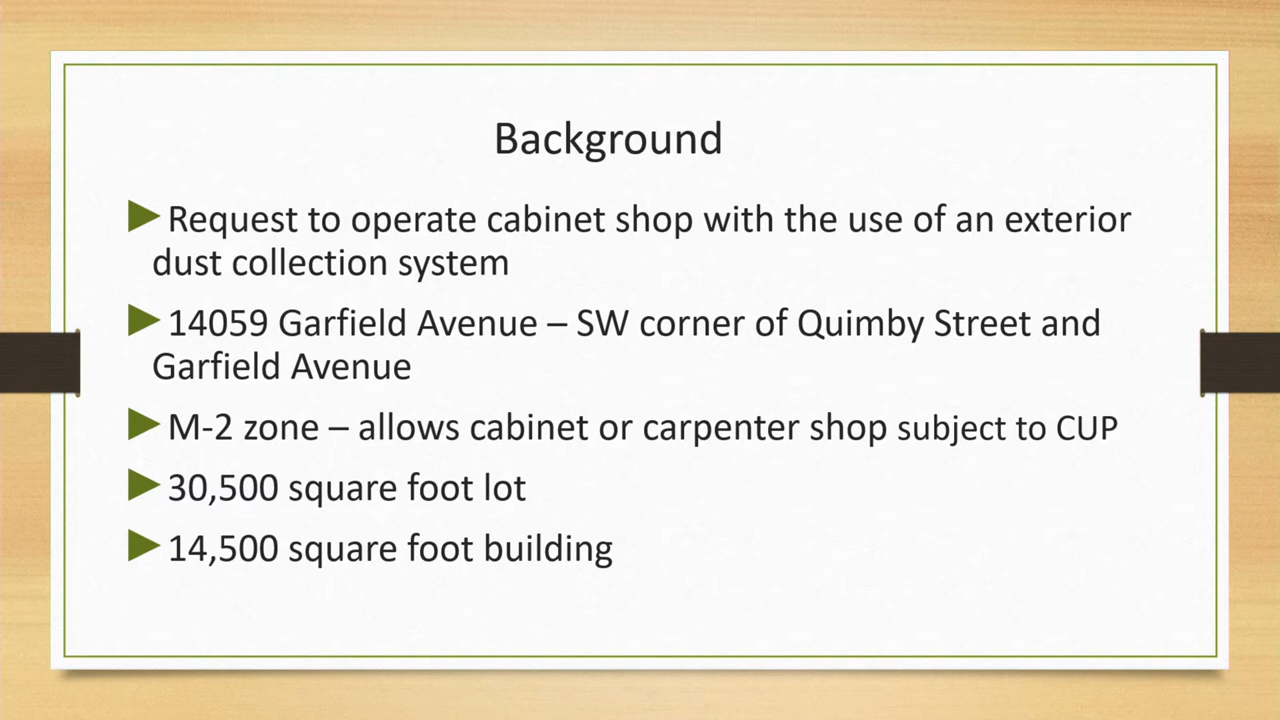 Background
Request to operate cabinet shop with the use of an exterior
dust collection system
14059 Garfield Avenue – SW corner of Quimby Street and
Garfield Avenue
M-2 zone – allows cabinet or carpenter shop subject to CUP
30,500 square foot lot
14,500 square foot building